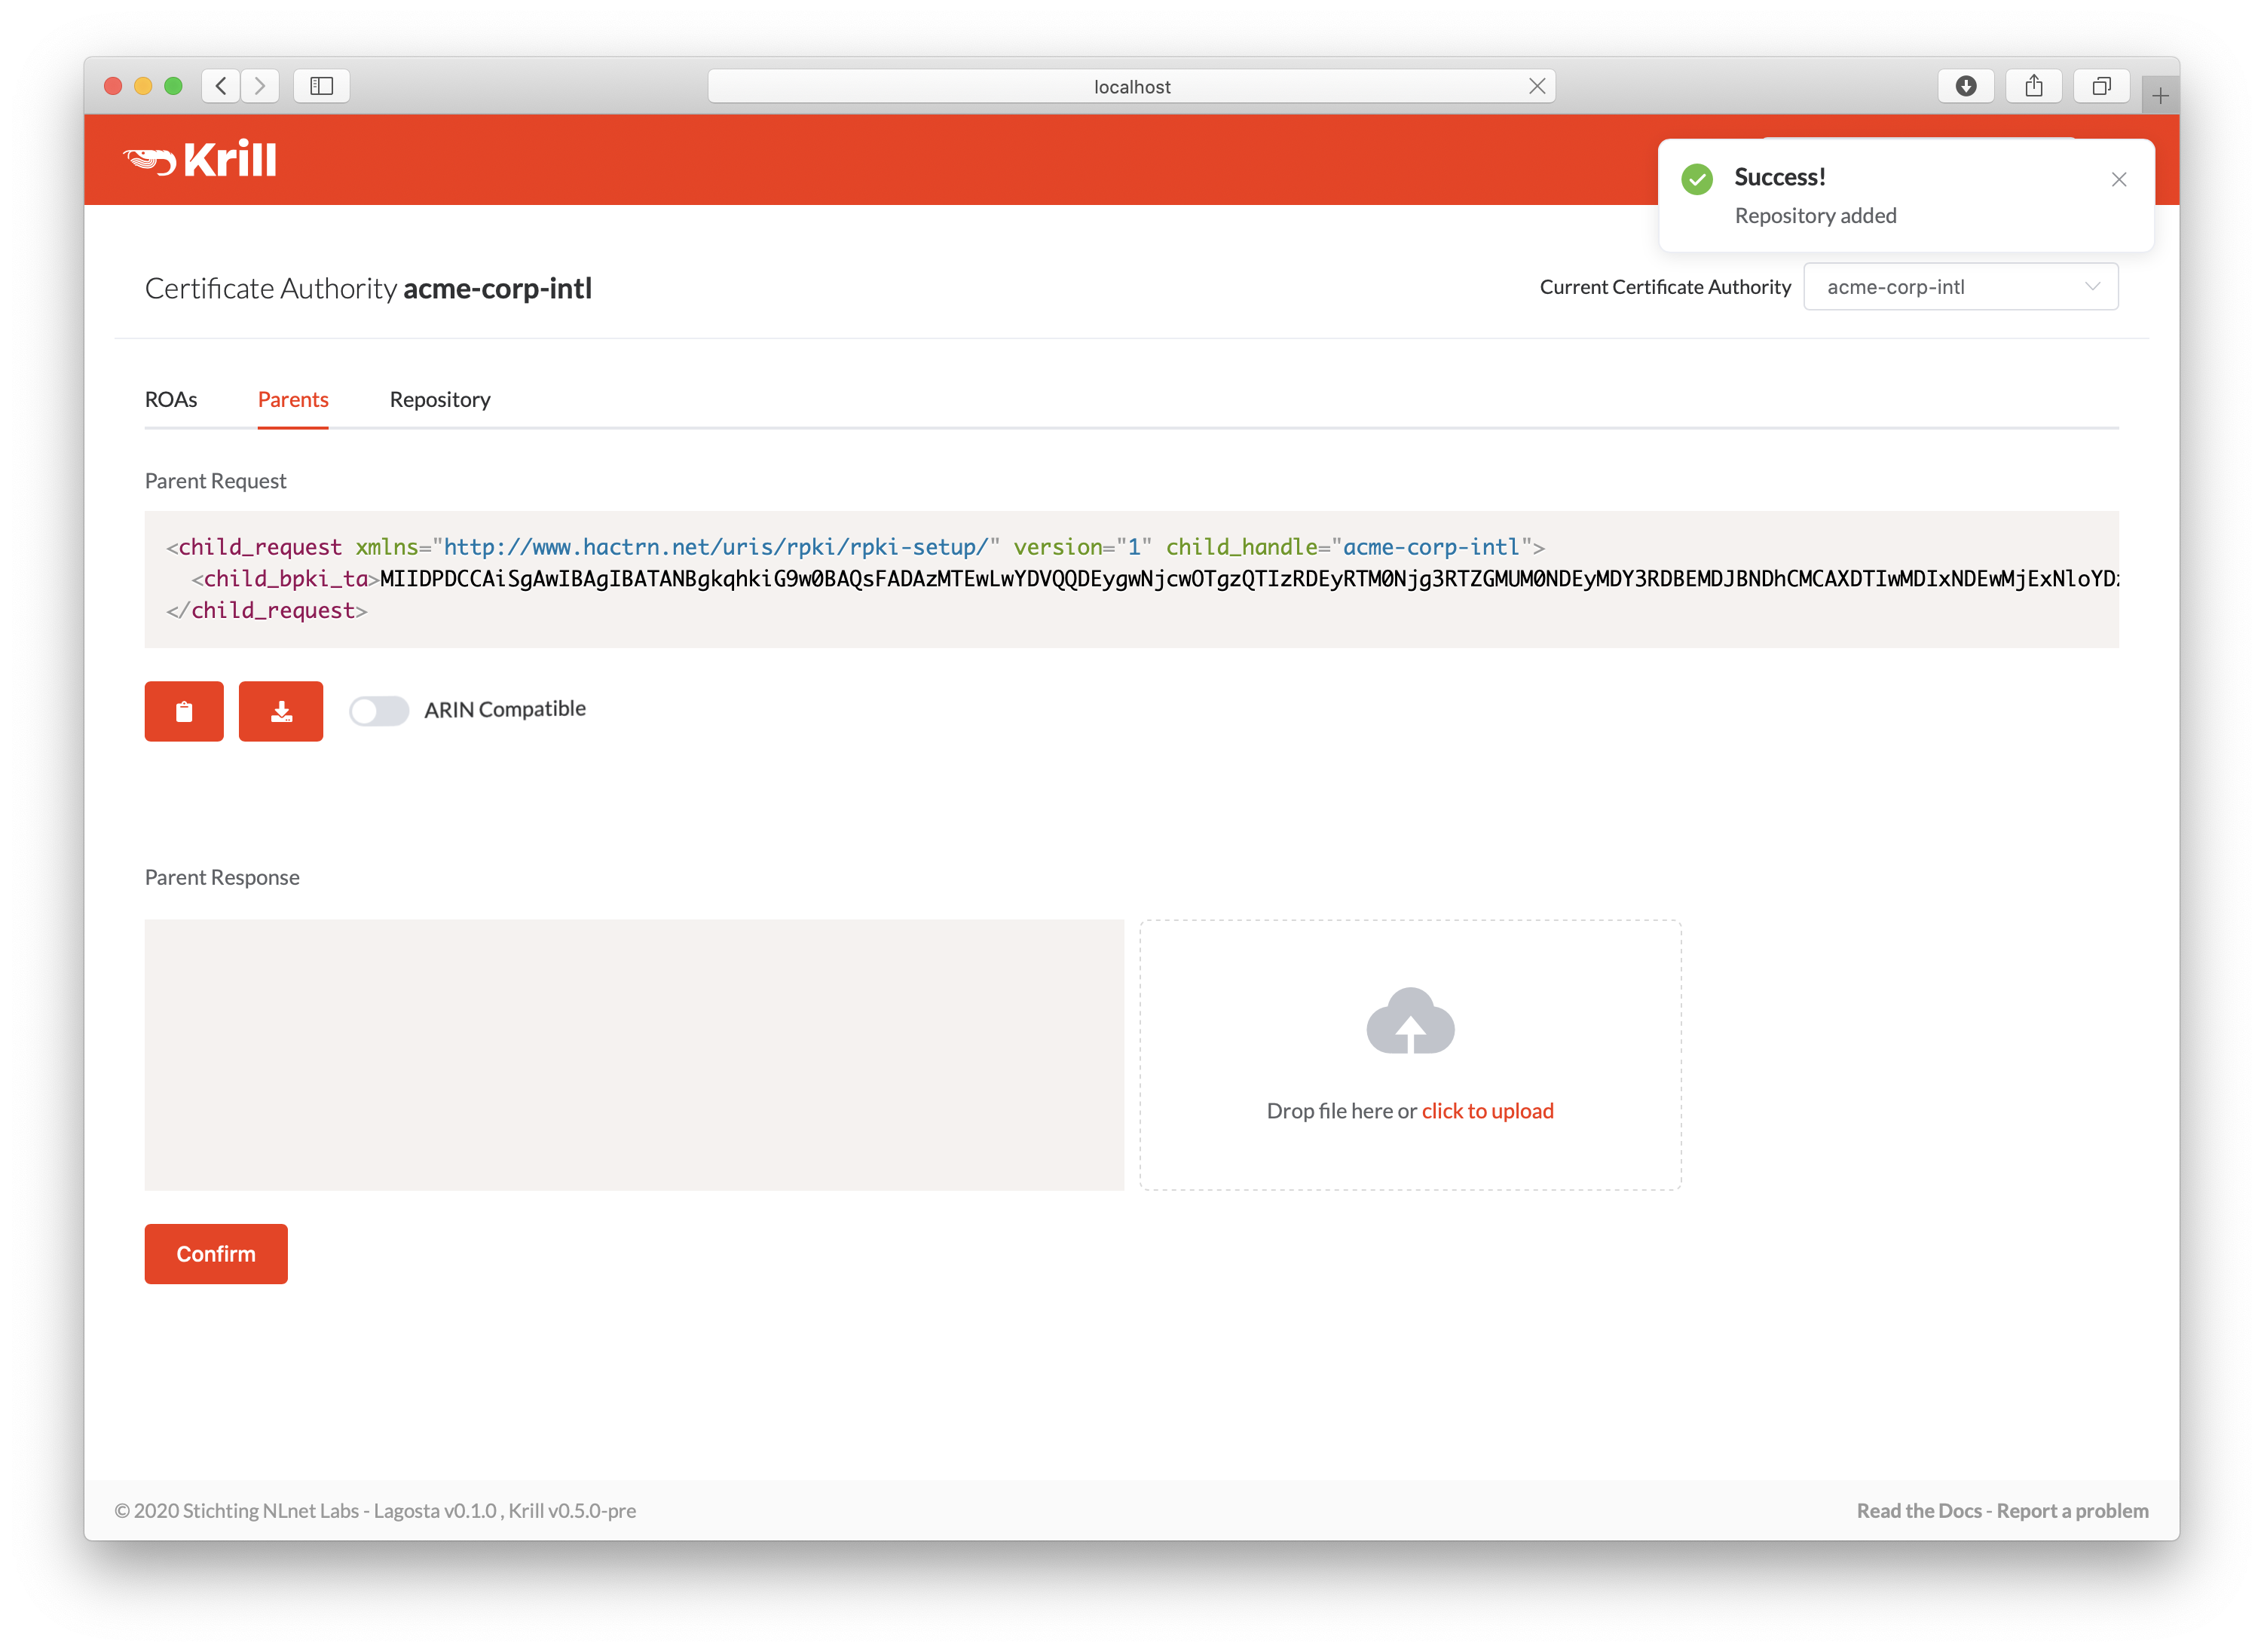 localhost
Krill
Success!
Repository added
Certificate Authority acme-corp-intl
Current Certificate Authority acme-corp-intl
ROAs Parents Repository
Parent Request
<child_request xmlns="http://www.hactrn.net/uris/rpki/rpki-setup/" version="1" child_handle="acme-corp-intl">
<child_bpki_ta>MIIDPDCCAiSgAwIBAgIBATANBgkqhkiG9w0BAQsFADAzMTEwLwYDVQQDEygwNjcwOTgzQTIzRDEyRTM0Njg3RTZGMUM0NDEyMDY3RDBEMDJBNDhCMCAXDTIwMDIxNDEwMjExNloYDz
</child_request>
ARIN Compatible
Parent Response
Drop file here or click to upload
Confirm
© 2020 Stichting NLnet Labs - Lagosta v0.1.0 , Krill v0.5.0-pre
Read the Docs - Report a problem